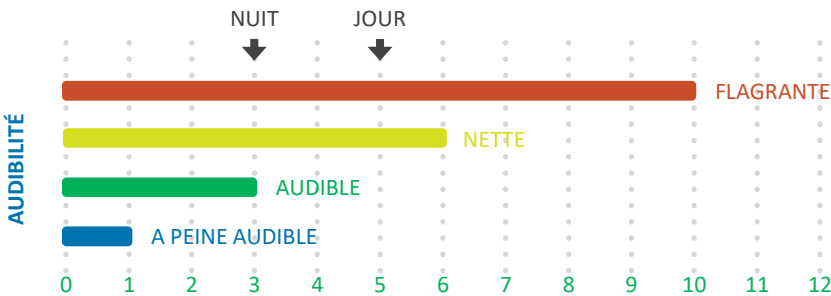 NUIT JOUR
FLAGRANTE
NETTE
AUDIBLE
A PEINE AUDIBLE
AUDIBILITÉ
0 1 2 3 4 5 6 7 8 9 10 11 12